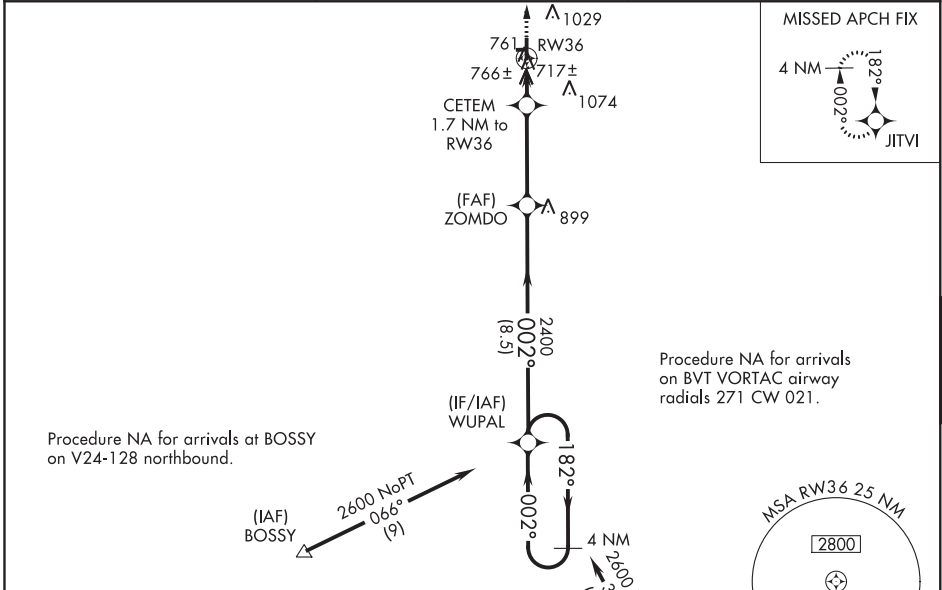 1029
761
RW36
766±
717±
1074
CETEM
1.7 NM to
RW36
(FAF)
ZOMDO
899
2400
002°
(8.5)
(IF/IAF)
WUPAL
182°
002°
4 NM
2600
Procedure NA for arrivals at BOSSY
on V24-128 northbound.
(IAF)
BOSSY
2600 NoPT
066°
(9)
Procedure NA for arrivals
on BVT VORTAC airway
radials 271 CW 021.
MISSED APCH FIX
4 NM
182°
002°
JITVI
MSA RW36 25 NM
2800